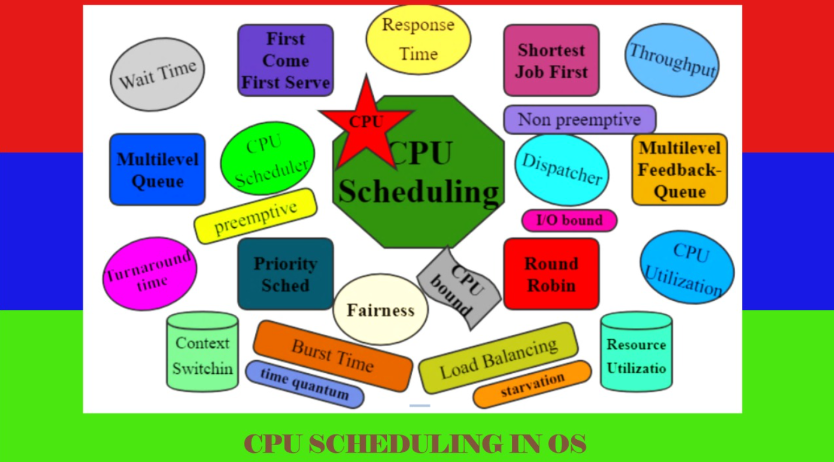 Response
Time
First
Come
First Serve
Shortest
Job First
Wait Time
Throughput
CPU
Non preemptive
CPU
Scheduling
Multilevel
Queue
CPU
Scheduler
Dispatcher
Multilevel
Feedback-
Queue
preemptive
I/O bound
Turnaround
time
Priority
Sched
CPU
bound
Round
Robin
CPU
Utilization
Fairness
Context
Switchin
Burst Time
Load Balancing
Resource
Utilizatio
time quantum
starvation
CPU SCHEDULING IN OS